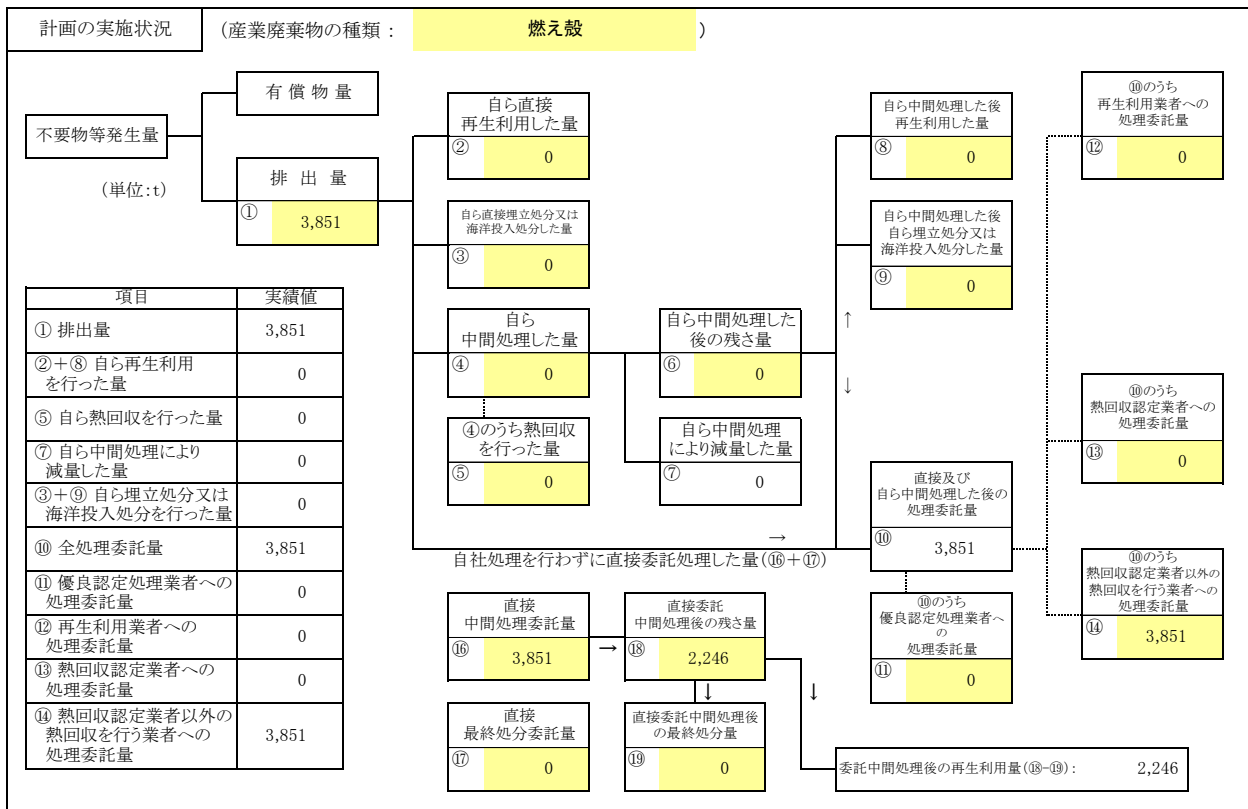 計画の実施状況
(産業廃棄物の種類：
燃え殻
)
不要物等発生量
(単位:t)
有償物量
排出量
①
3,851
自ら直接
再生利用した量
②
0
自ら直接埋立処分又は
海洋投入処分した量
③
0
自ら
中間処理した量
④
0
④のうち熱回収
を行った量
⑤
0
自ら中間処理した
後の残さ量
⑥
0
自ら中間処理
により減量した量
⑦
0
自ら中間処理した後
再生利用した量
⑧
0
自ら中間処理した後
自ら埋立処分又は
海洋投入処分した量
⑨
0
↑
↓
直接及び
自ら中間処理した後の
処理委託量
⑩
3,851
⑩のうち
優良認定処理業者へ
の
処理委託量
⑪
0
⑩のうち
再生利用業者への
処理委託量
⑫
0
⑩のうち
熱回収認定業者への
処理委託量
⑬
0
⑩のうち
熱回収認定業者以外の
熱回収を行う業者への
処理委託量
⑭
3,851
→
自社処理を行わずに直接委託処理した量(⑯+⑰)
直接
中間処理委託量
⑯
3,851
→
直接委託
中間処理後の残さ量
⑱
2,246
↓
↓
直接
最終処分委託量
⑰
0
直接委託中間処理後
の最終処分量
⑲
0
委託中間処理後の再生利用量(⑱-⑲)： 2,246
項目 実績値
① 排出量 3,851
②+⑧ 自ら再生利用
を行った量 0
⑤ 自ら熱回収を行った量 0
⑦ 自ら中間処理により
減量した量 0
③+⑨ 自ら埋立処分又は
海洋投入処分を行った量 0
⑩ 全処理委託量 3,851
⑪ 優良認定処理業者への
処理委託量 0
⑫ 再生利用業者への
処理委託量 0
⑬ 熱回収認定業者への
処理委託量 0
⑭ 熱回収認定業者以外の
熱回収を行う業者への
処理委託量 3,851